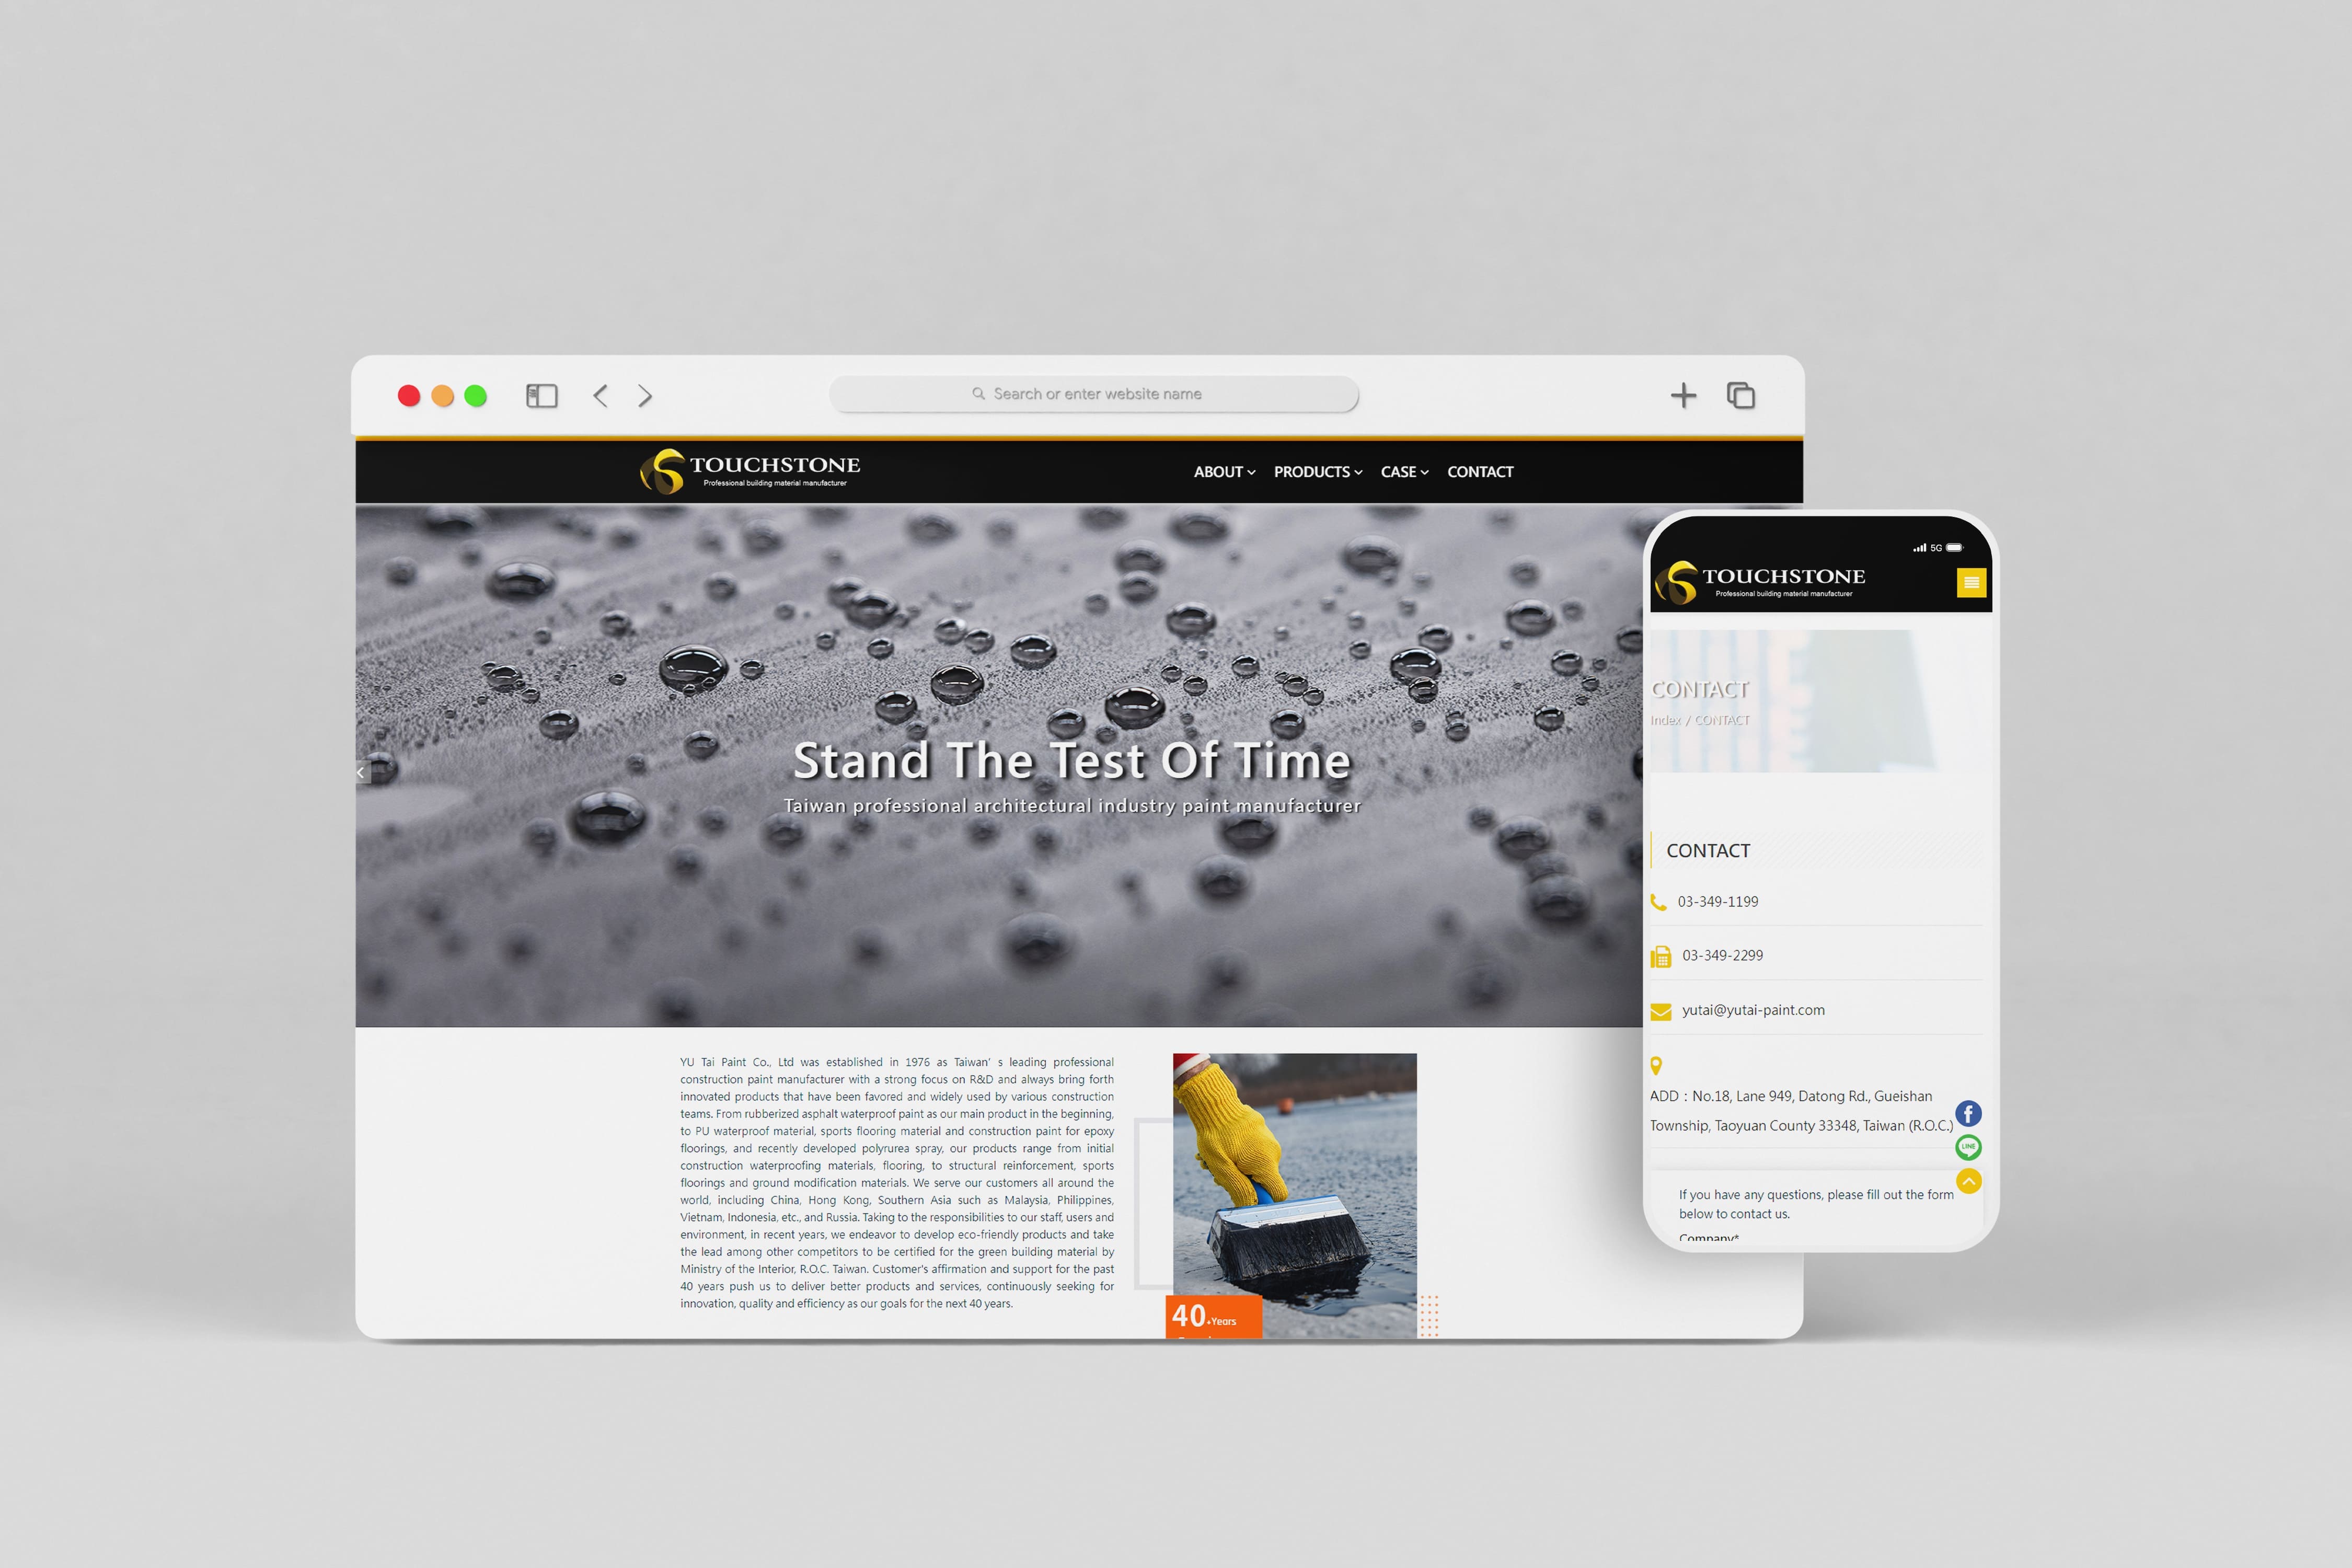 Search or enter website name
TOUCHSTONE
Professional building material manufacturer
ABOUT PRODUCTS CASE CONTACT
Stand The Test Of Time
Taiwan professional architectural industry paint manufacturer
YU Tai Paint Co., Ltd was established in 1976 as Taiwan' s leading professional
construction paint manufacturer with a strong focus on R&D and always bring forth
innovated products that have been favored and widely used by various construction
teams. From rubberized asphalt waterproof paint as our main product in the beginning,
to PU waterproof material, sports flooring material and construction paint for epoxy
floorings, and recently developed polyrurea spray, our products range from initial
construction waterproofing materials, flooring, to structural reinforcement, sports
floorings and ground modification materials. We serve our customers all around the
world, including China, Hong Kong, Southern Asia such as Malaysia, Philippines,
Vietnam, Indonesia, etc., and Russia. Taking to the responsibilities to our staff, users and
environment, in recent years, we endeavor to develop eco-friendly products and take
the lead among other competitors to be certified for the green building material by
Ministry of the Interior, R.O.C. Taiwan. Customer's affirmation and support for the past
40 years push us to deliver better products and services, continuously seeking for
innovation, quality and efficiency as our goals for the next 40 years.
40+Years
5G
TOUCHSTONE
Professional building material manufacturer
CONTACT
Index / CONTACT
CONTACT
03-349-1199
03-349-2299
yutai@yutai-paint.com
ADD：No.18, Lane 949, Datong Rd., Gueishan
Township, Taoyuan County 33348, Taiwan (R.O.C.)
LINE
If you have any questions, please fill out the form
below to contact us.
Company*